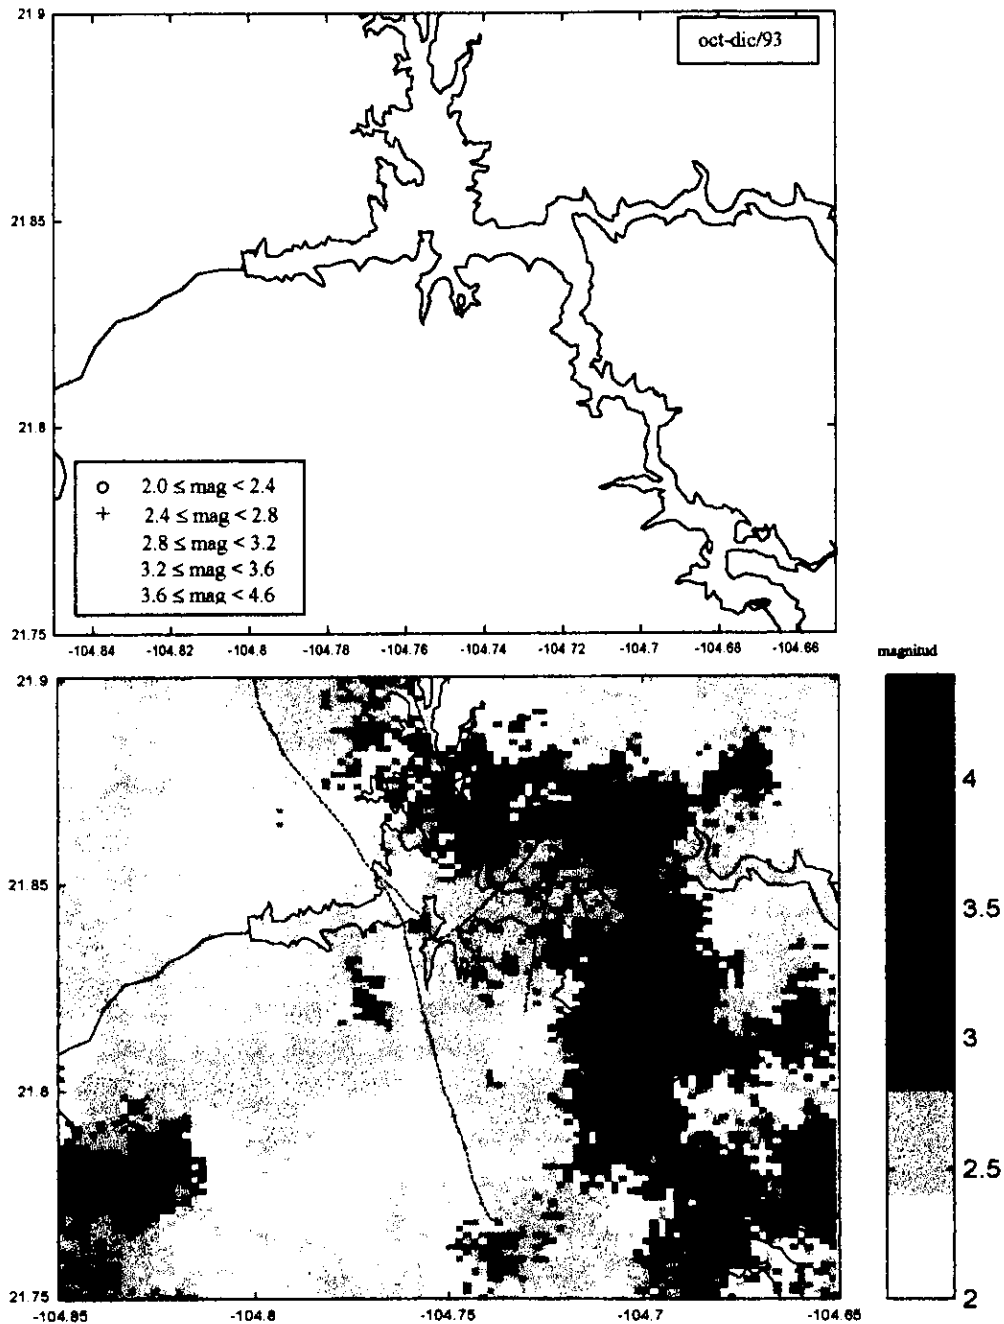 21.9
oct-dic/93
21.85
21.8
○ 2.0 ≤ mag < 2.4
+ 2.4 ≤ mag < 2.8
2.8 ≤ mag < 3.2
3.2 ≤ mag < 3.6
3.6 ≤ mag < 4.6
21.75
-104.84 -104.82 -104.8 -104.78 -104.76 -104.74 -104.72 -104.7 -104.68 -104.66
magnitud
21.9
4
21.85
3.5
3
21.8
2.5
21.75
2
-104.85 -104.8 -104.75 -104.7 -104.65